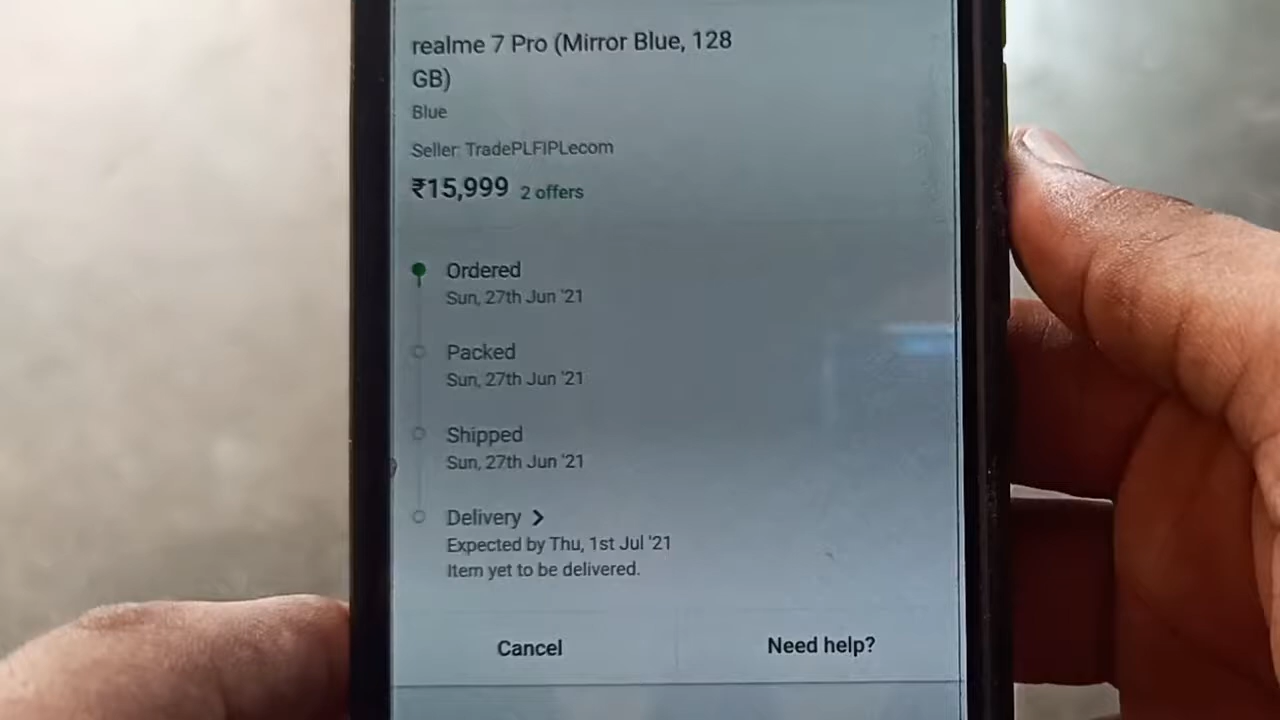 realme 7 Pro (Mirror Blue, 128
GB)
Blue
Seller: TradePLFIPLecom
₹15,999 2 offers
Ordered
Sun, 27th Jun '21
Packed
Sun, 27th Jun '21
Shipped
Sun, 27th Jun '21
Delivery
Expected by Thu, 1st Jul '21
Item yet to be delivered.
Cancel Need help?